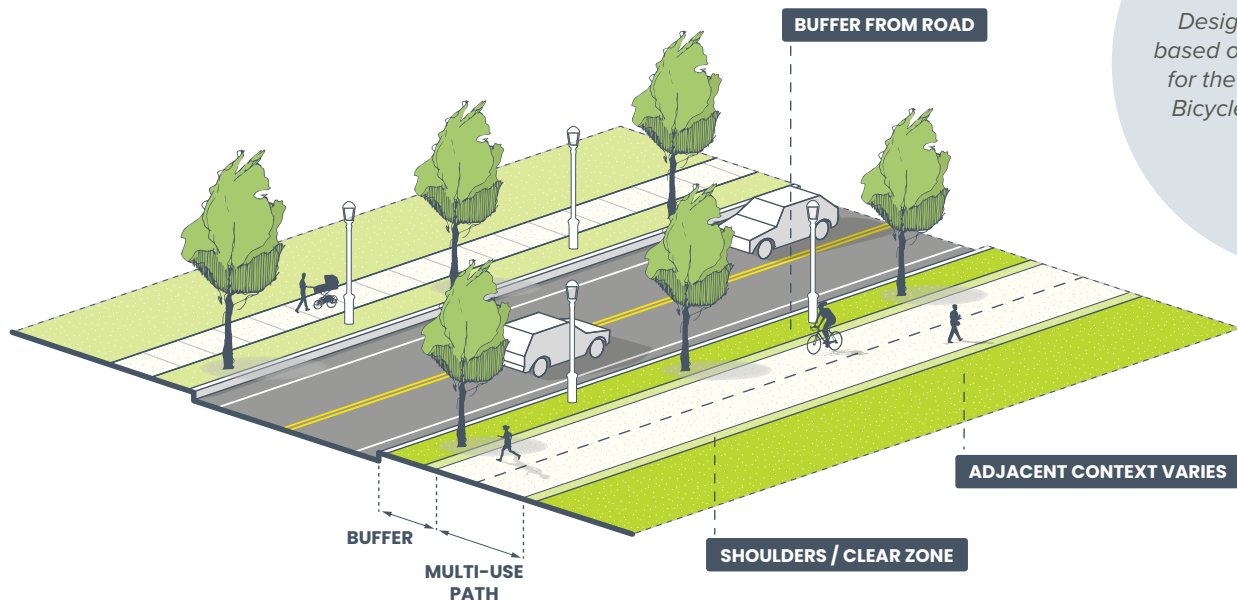 BUFFER FROM ROAD
Desig
based o
for the
Bicycle
ADJACENT CONTEXT VARIES
BUFFER
SHOULDERS / CLEAR ZONE
MULTI-USE
PATH